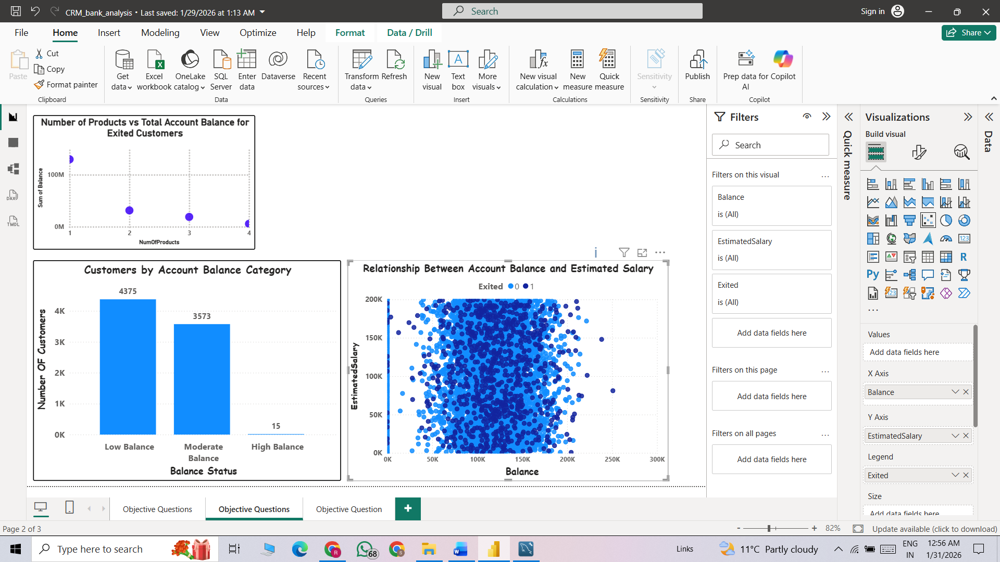 CRM_bank_analysis • Last saved: 1/29/2026 at 1:13 AM
Search
Sign in
File
Home
Insert
Modeling
View
Optimize
Help
Format
Data / Drill
Share
Paste
Cut
Copy
Format painter
Clipboard
Get data
Excel workbook
OneLake catalog
SQL Server
Enter data
Dataverse
Recent sources
Data
Transform data
Refresh
Queries
New visual
Text box
More visuals
Insert
New visual calculation
New measure
Quick measure
Calculations
Sensitivity
Sensitivity
Publish
Share
Prep data for AI
Copilot
Copilot
DAX
TMDL
Number of Products vs Total Account Balance for
Exited Customers
Sum of Balance
100M
0M
1
2
3
4
NumOfProducts
Customers by Account Balance Category
Number OF Customers
4K
3K
2K
1K
0K
4375
3573
15
Low Balance
Moderate
Balance
High Balance
Balance Status
Relationship Between Account Balance and Estimated Salary
Exited 0 1
EstimatedSalary
200K
150K
100K
50K
0K
0K
50K
100K
150K
200K
250K
300K
Balance
Filters
Search
Filters on this visual
Balance
is (All)
EstimatedSalary
is (All)
Exited
is (All)
Add data fields here
Filters on this page
Add data fields here
Filters on all pages
Add data fields here
Quick measure
Visualizations
Build visual
Values
Add data fields here
X Axis
Balance
Y Axis
EstimatedSalary
Legend
Exited
Size
Add data fields here
Data
Objective Questions
Objective Questions
Objective Question
Page 2 of 3
82%
Update available (click to download)
Type here to search
68
Links
11°C Partly cloudy
ENG
IN
12:56 AM
1/31/2026